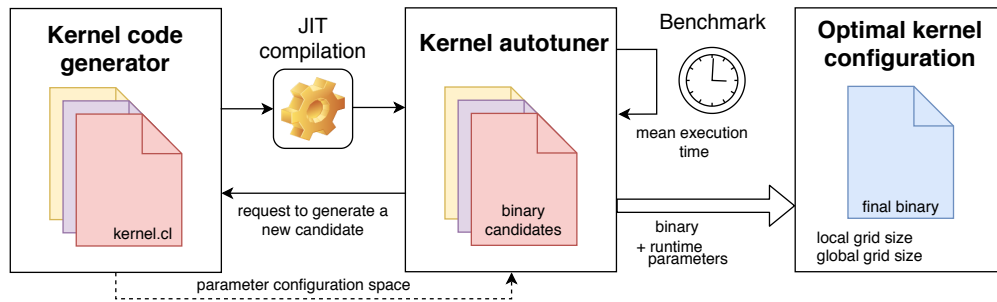 Kernel code
generator
kernel.cl
JIT
compilation
request to generate a
new candidate
parameter configuration space
Kernel autotuner
binary
candidates
Benchmark
mean execution
time
binary
+ runtime
parameters
Optimal kernel
configuration
final binary
local grid size
global grid size